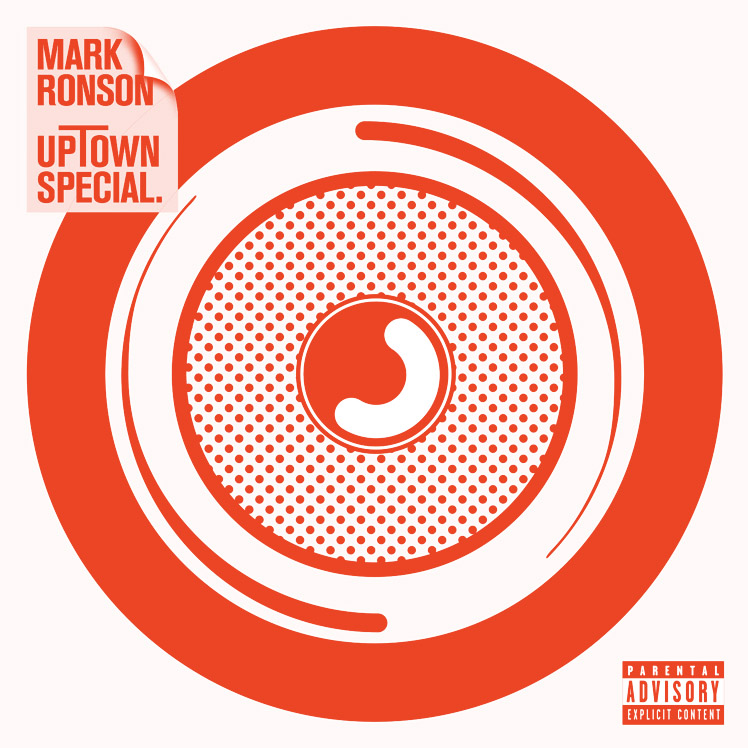 MARK
RONSON
UPTOWN
SPECIAL.
PARENTAL
ADVISORY
EXPLICIT CONTENT